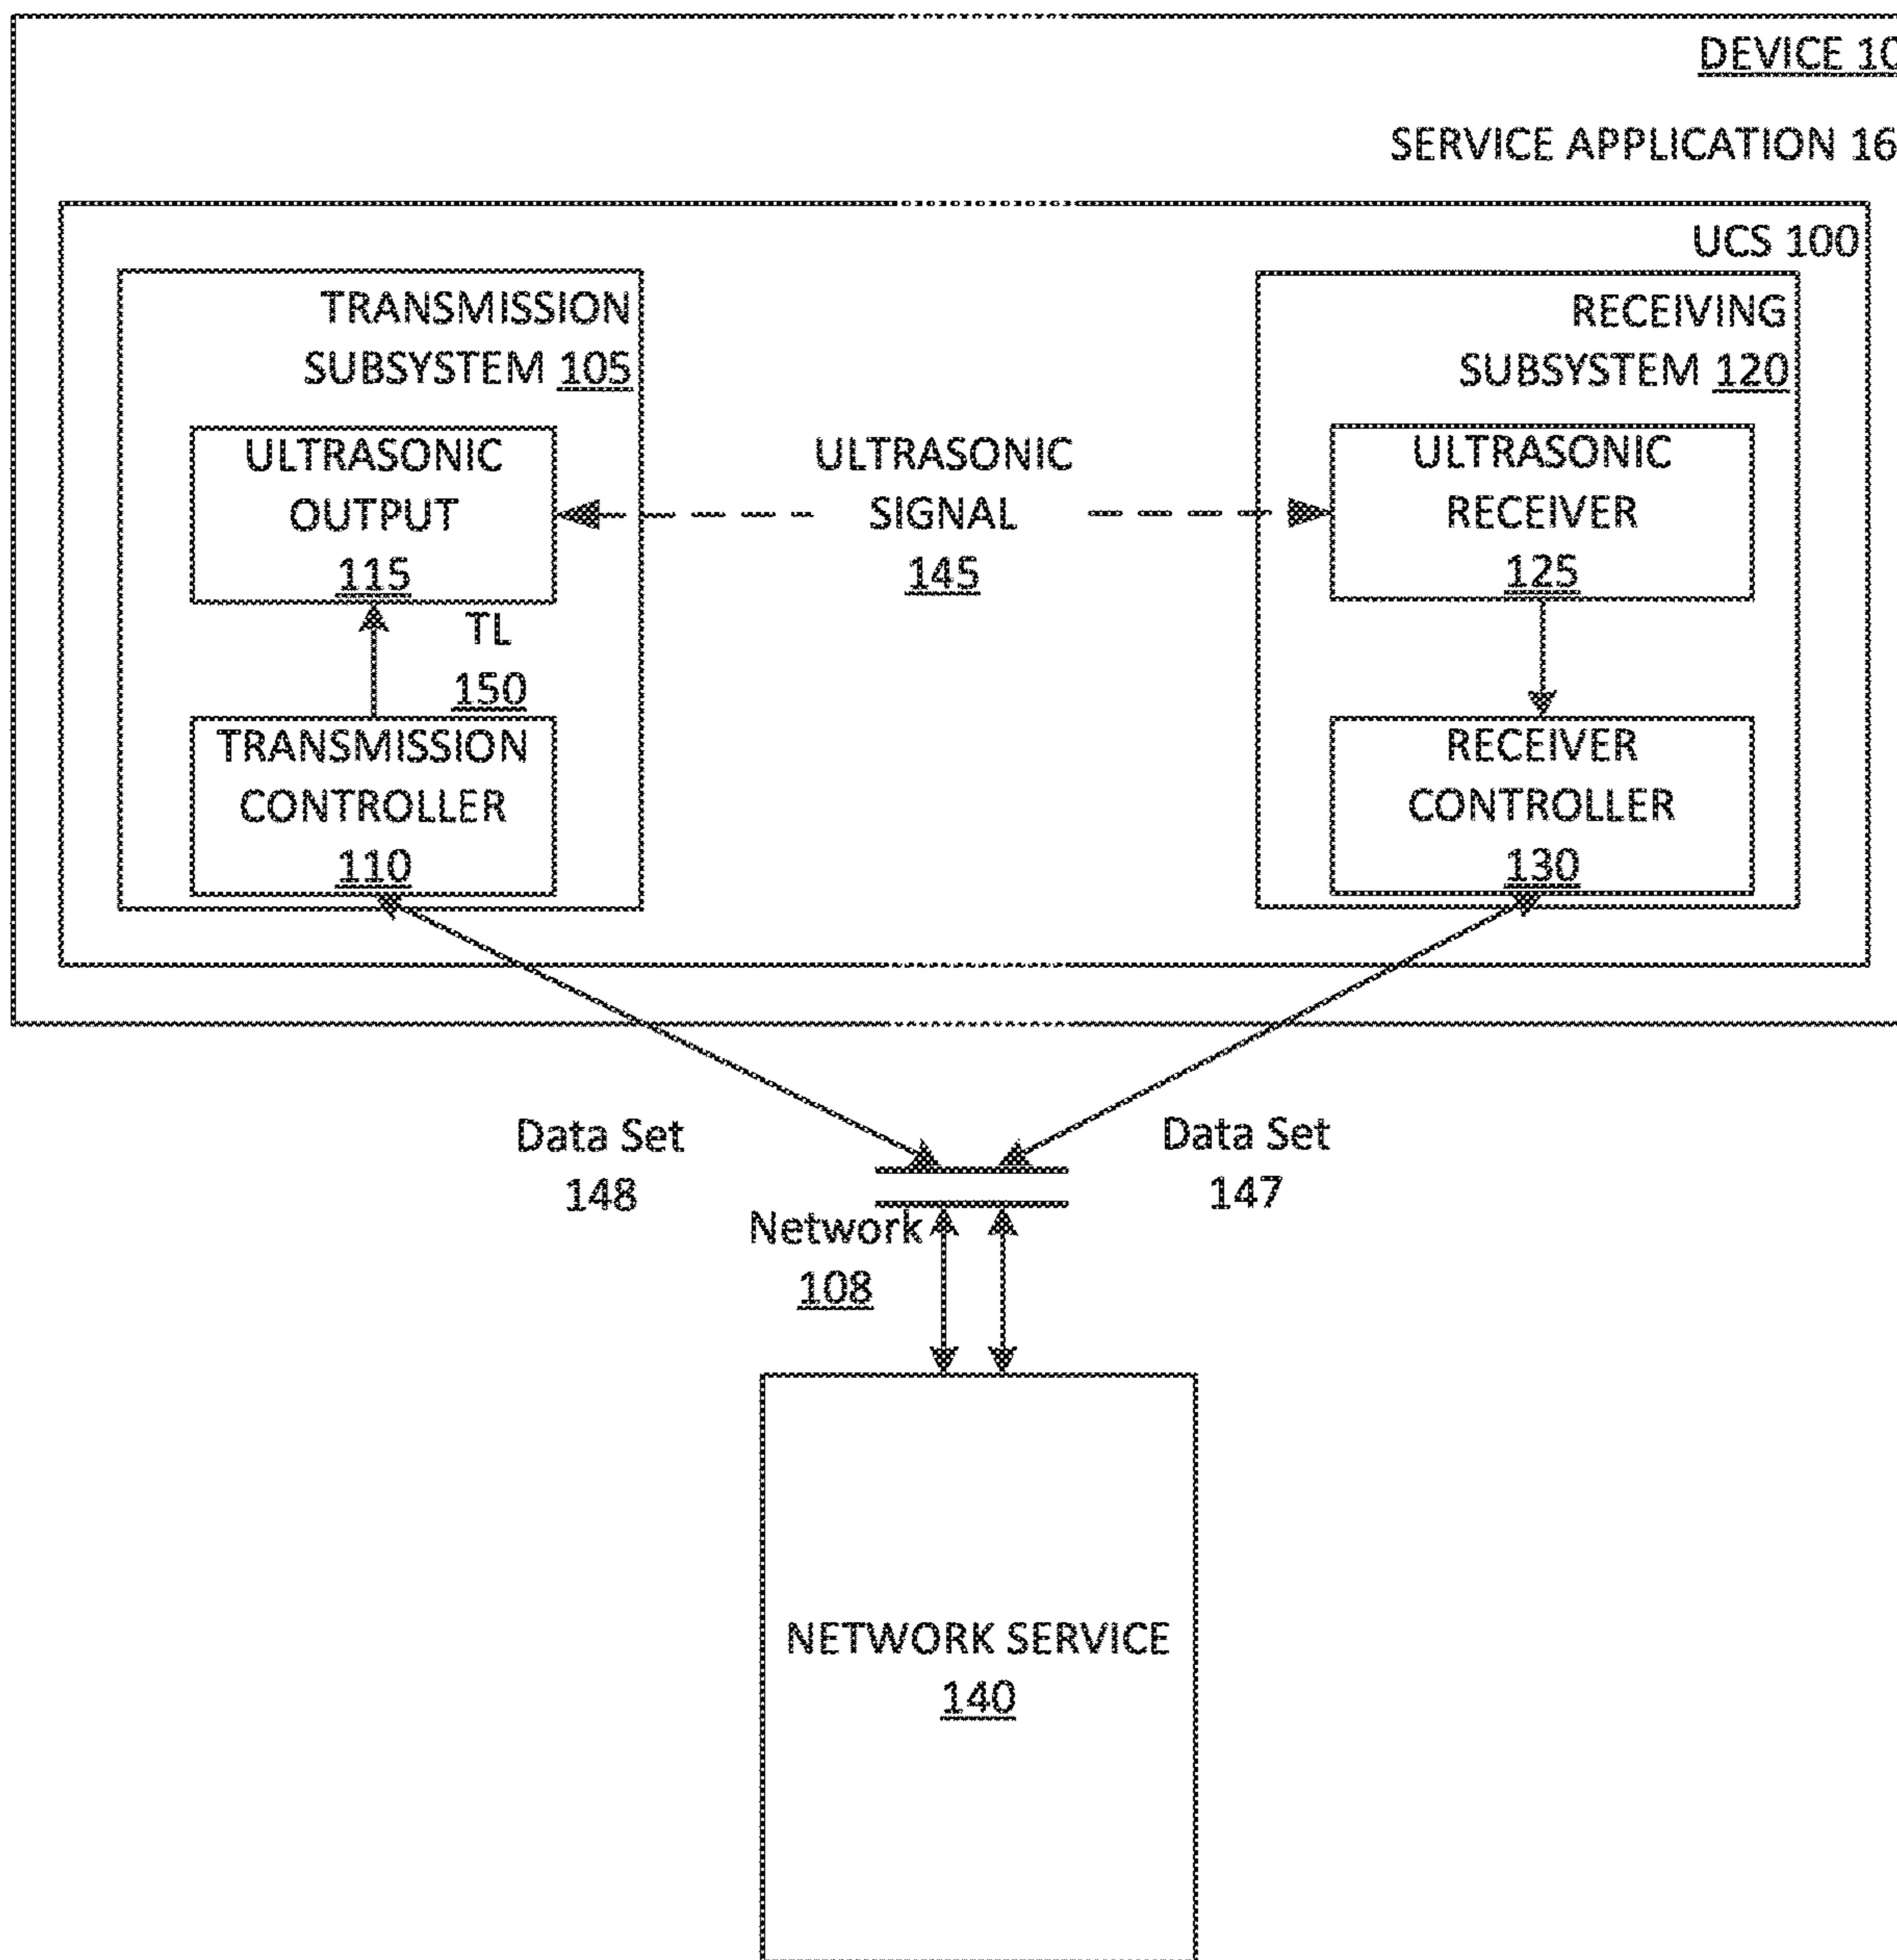 DEVICE 10
SERVICE APPLICATION 16
UCS 100
TRANSMISSION
SUBSYSTEM 105
RECEIVING
SUBSYSTEM 120
ULTRASONIC
OUTPUT
115
ULTRASONIC
SIGNAL
145
ULTRASONIC
RECEIVER
125
TL
150
TRANSMISSION
CONTROLLER
110
RECEIVER
CONTROLLER
130
Data Set
148
Data Set
147
Network
108
NETWORK SERVICE
140